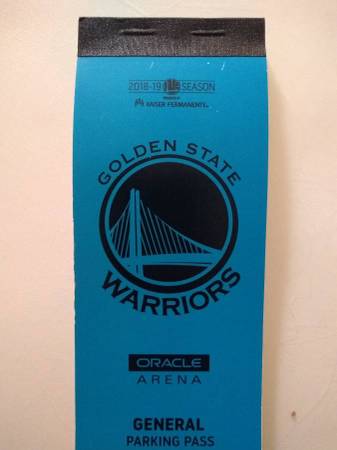 2018-19 SEASON
KAISER PERMANENTE
GOLDEN STATE
WARRIORS
ORACLE
ARENA
GENERAL
PARKING PASS